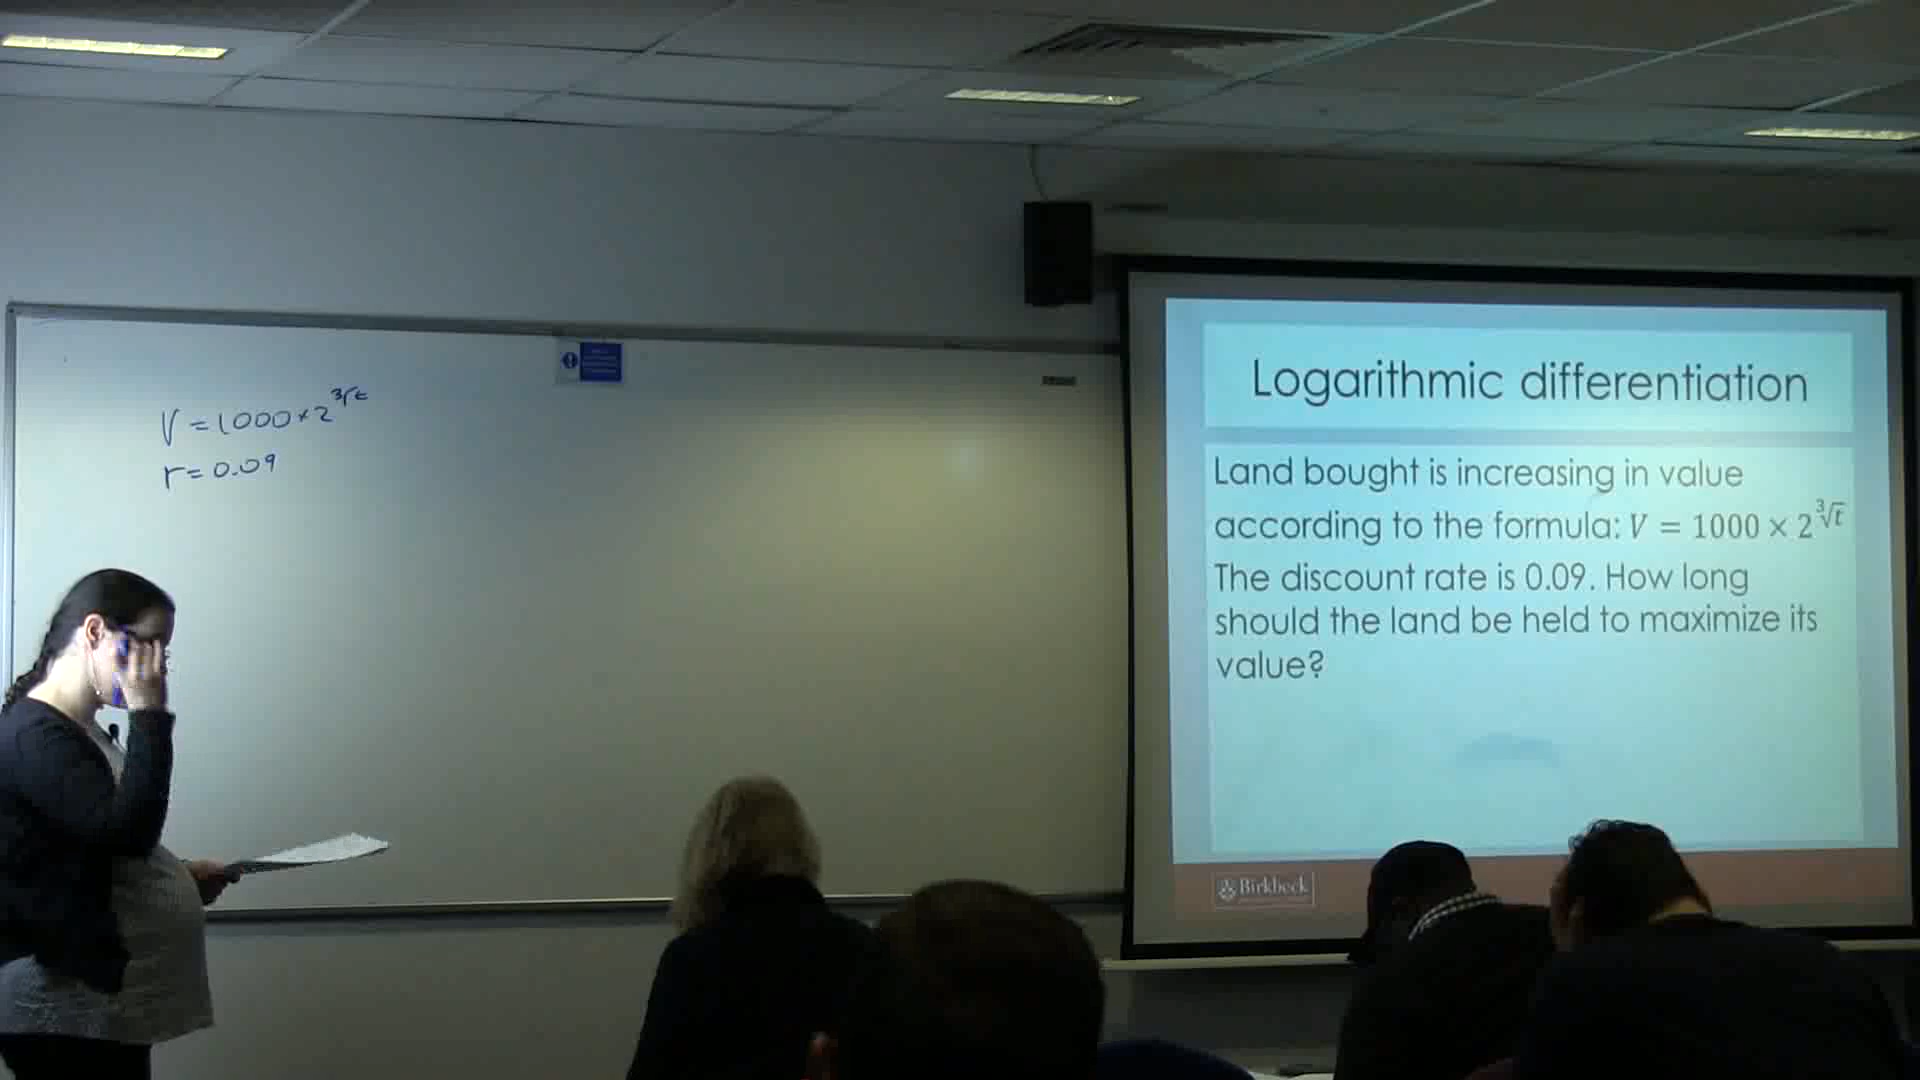 V = 1000 × 2^∛t
r = 0.09
Logarithmic differentiation
Land bought is increasing in value
according to the formula: V = 1000 × 2^∛t
The discount rate is 0.09. How long
should the land be held to maximize its
value?
Birkbeck